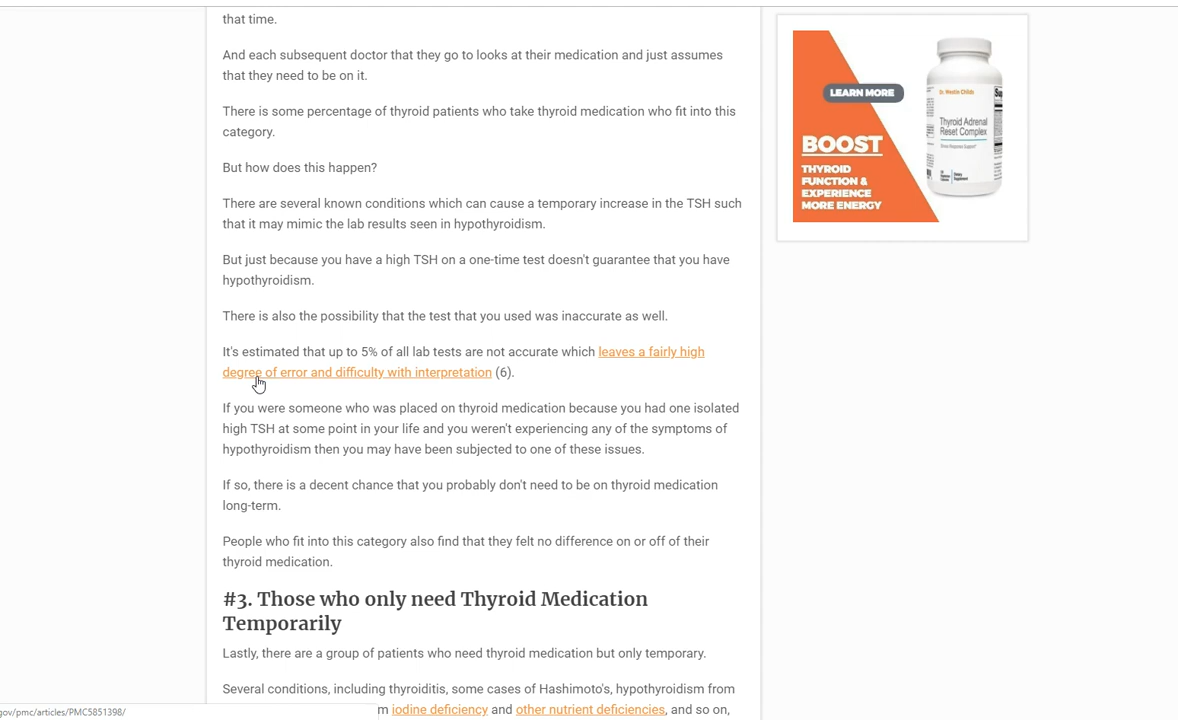 that time.
And each subsequent doctor that they go to looks at their medication and just assumes
that they need to be on it.
There is some percentage of thyroid patients who take thyroid medication who fit into this
category.
But how does this happen?
There are several known conditions which can cause a temporary increase in the TSH such
that it may mimic the lab results seen in hypothyroidism.
But just because you have a high TSH on a one-time test doesn't guarantee that you have
hypothyroidism.
There is also the possibility that the test that you used was inaccurate as well.
It's estimated that up to 5% of all lab tests are not accurate which leaves a fairly high
degree of error and difficulty with interpretation (6).
If you were someone who was placed on thyroid medication because you had one isolated
high TSH at some point in your life and you weren't experiencing any of the symptoms of
hypothyroidism then you may have been subjected to one of these issues.
If so, there is a decent chance that you probably don't need to be on thyroid medication
long-term.
People who fit into this category also find that they felt no difference on or off of their
thyroid medication.
#3. Those who only need Thyroid Medication
Temporarily
Lastly, there are a group of patients who need thyroid medication but only temporary.
Several conditions, including thyroiditis, some cases of Hashimoto's, hypothyroidism from
m iodine deficiency and other nutrient deficiencies, and so on,
gov/pmc/articles/PMC5851398/
LEARN MORE
BOOST
THYROID
FUNCTION &
EXPERIENCE
MORE ENERGY
Dr. Westin Childs
Thyroid Adrenal
Reset Complex